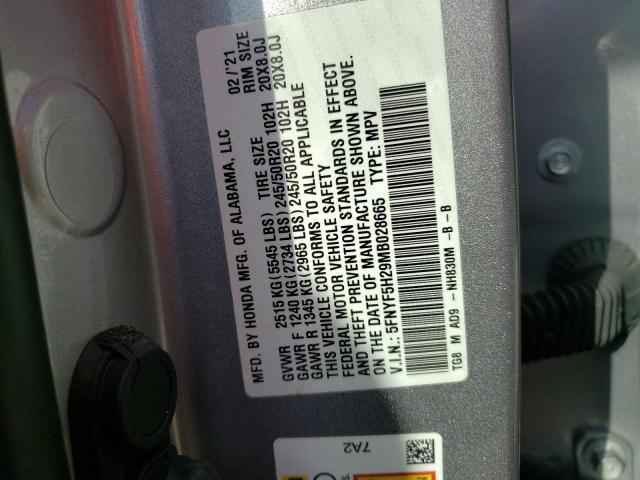 MFD. BY HONDA MFG. OF ALABAMA, LLC 02/'21
GVWR 2515 KG(5545 LBS) TIRE SIZE RIM SIZE
GAWR F 1240 KG(2734 LBS)245/50R20 102H 20X8.0J
GAWR R 1345 KG(2965 LBS)245/50R20 102H 20X8.0J
THIS VEHICLE CONFORMS TO ALL APPLICABLE
FEDERAL MOTOR VEHICLE SAFETY
AND THEFT PREVENTION STANDARDS IN EFFECT
ON THE DATE OF MANUFACTURE SHOWN ABOVE.
V.I.N.: 5FNYF5H29MB028665 TYPE: MPV
TG8 M AD9 -NH830M -B-B
7A2